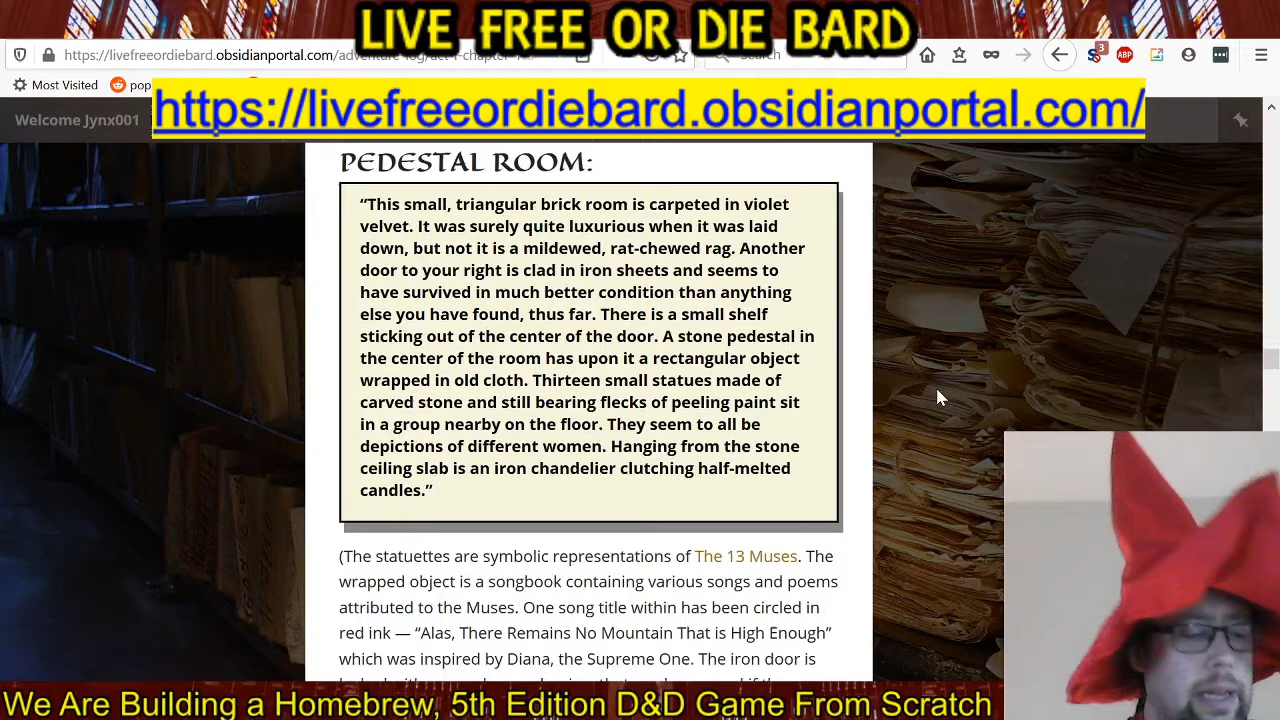 LIVE FREE OR DIE BARD
https://livefreeordiebard.obsidianportal.com/
Search
3
ABP
Most Visited
pop
https://livefreeordiebard.obsidianportal.com/
Welcome Jynx001
PEDESTAL ROOM:
“This small, triangular brick room is carpeted in violet
velvet. It was surely quite luxurious when it was laid
down, but not it is a mildewed, rat-chewed rag. Another
door to your right is clad in iron sheets and seems to
have survived in much better condition than anything
else you have found, thus far. There is a small shelf
sticking out of the center of the door. A stone pedestal in
the center of the room has upon it a rectangular object
wrapped in old cloth. Thirteen small statues made of
carved stone and still bearing flecks of peeling paint sit
in a group nearby on the floor. They seem to all be
depictions of different women. Hanging from the stone
ceiling slab is an iron chandelier clutching half-melted
candles.”
(The statuettes are symbolic representations of The 13 Muses. The
wrapped object is a songbook containing various songs and poems
attributed to the Muses. One song title within has been circled in
red ink — “Alas, There Remains No Mountain That is High Enough”
which was inspired by Diana, the Supreme One. The iron door is
We Are Building a Homebrew, 5th Edition D&D Game From Scratch